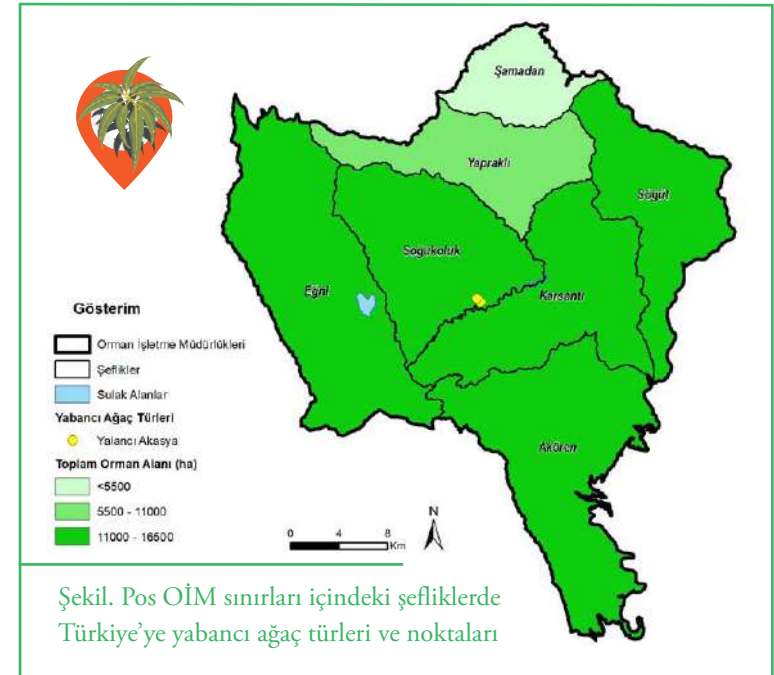 Şamadan
Yapraklı
Söğüt
Soğukoluk
Eğni
Karsantı
Akören
Gösterim
Orman İşletme Müdürlükleri
Şeflikler
Sulak Alanlar
Yabancı Ağaç Türleri
Yalancı Akasya
Toplam Orman Alanı (ha)
<5500
5500 - 11000
11000 - 16500
0 4 8
Km
N
Şekil. Pos OİM sınırları içindeki şefliklerde
Türkiye'ye yabancı ağaç türleri ve noktaları